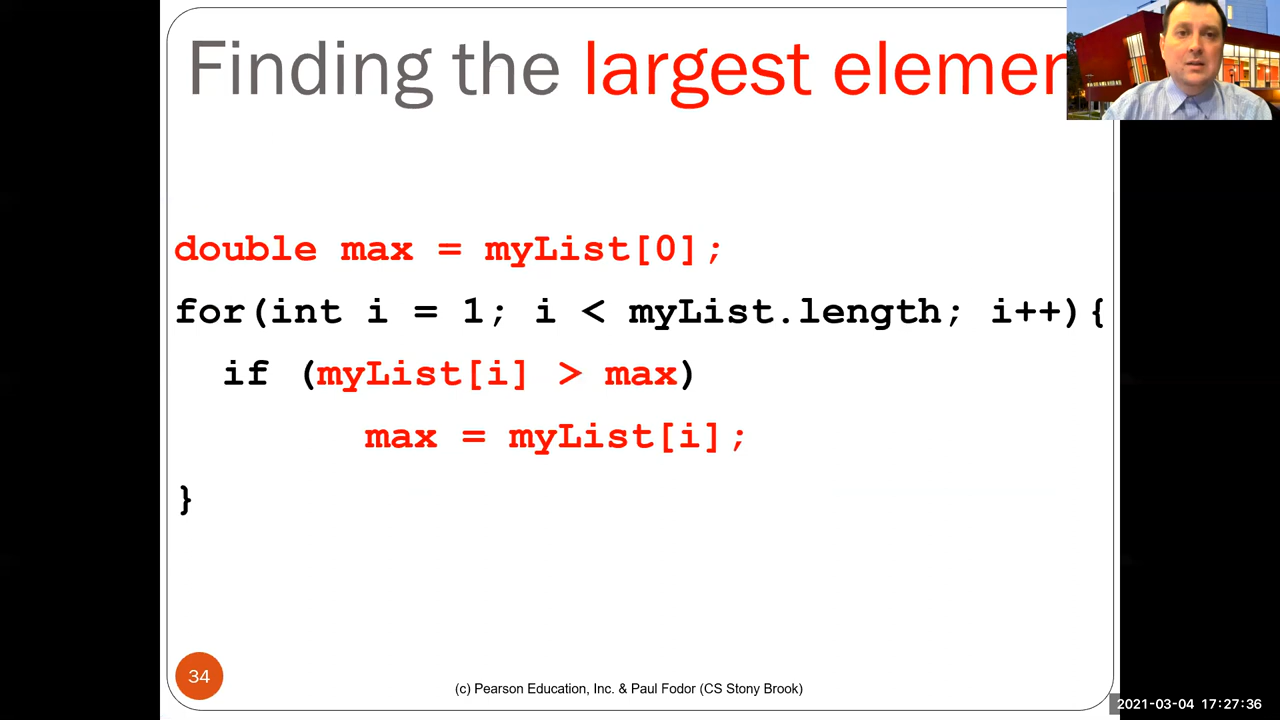 Finding the largest elemen
double max = myList[0];
for(int i = 1; i < myList.length; i++){
if (myList[i] > max)
max = myList[i];
}
34
(c) Pearson Education, Inc. & Paul Fodor (CS Stony Brook)
2021-03-04 17:27:36